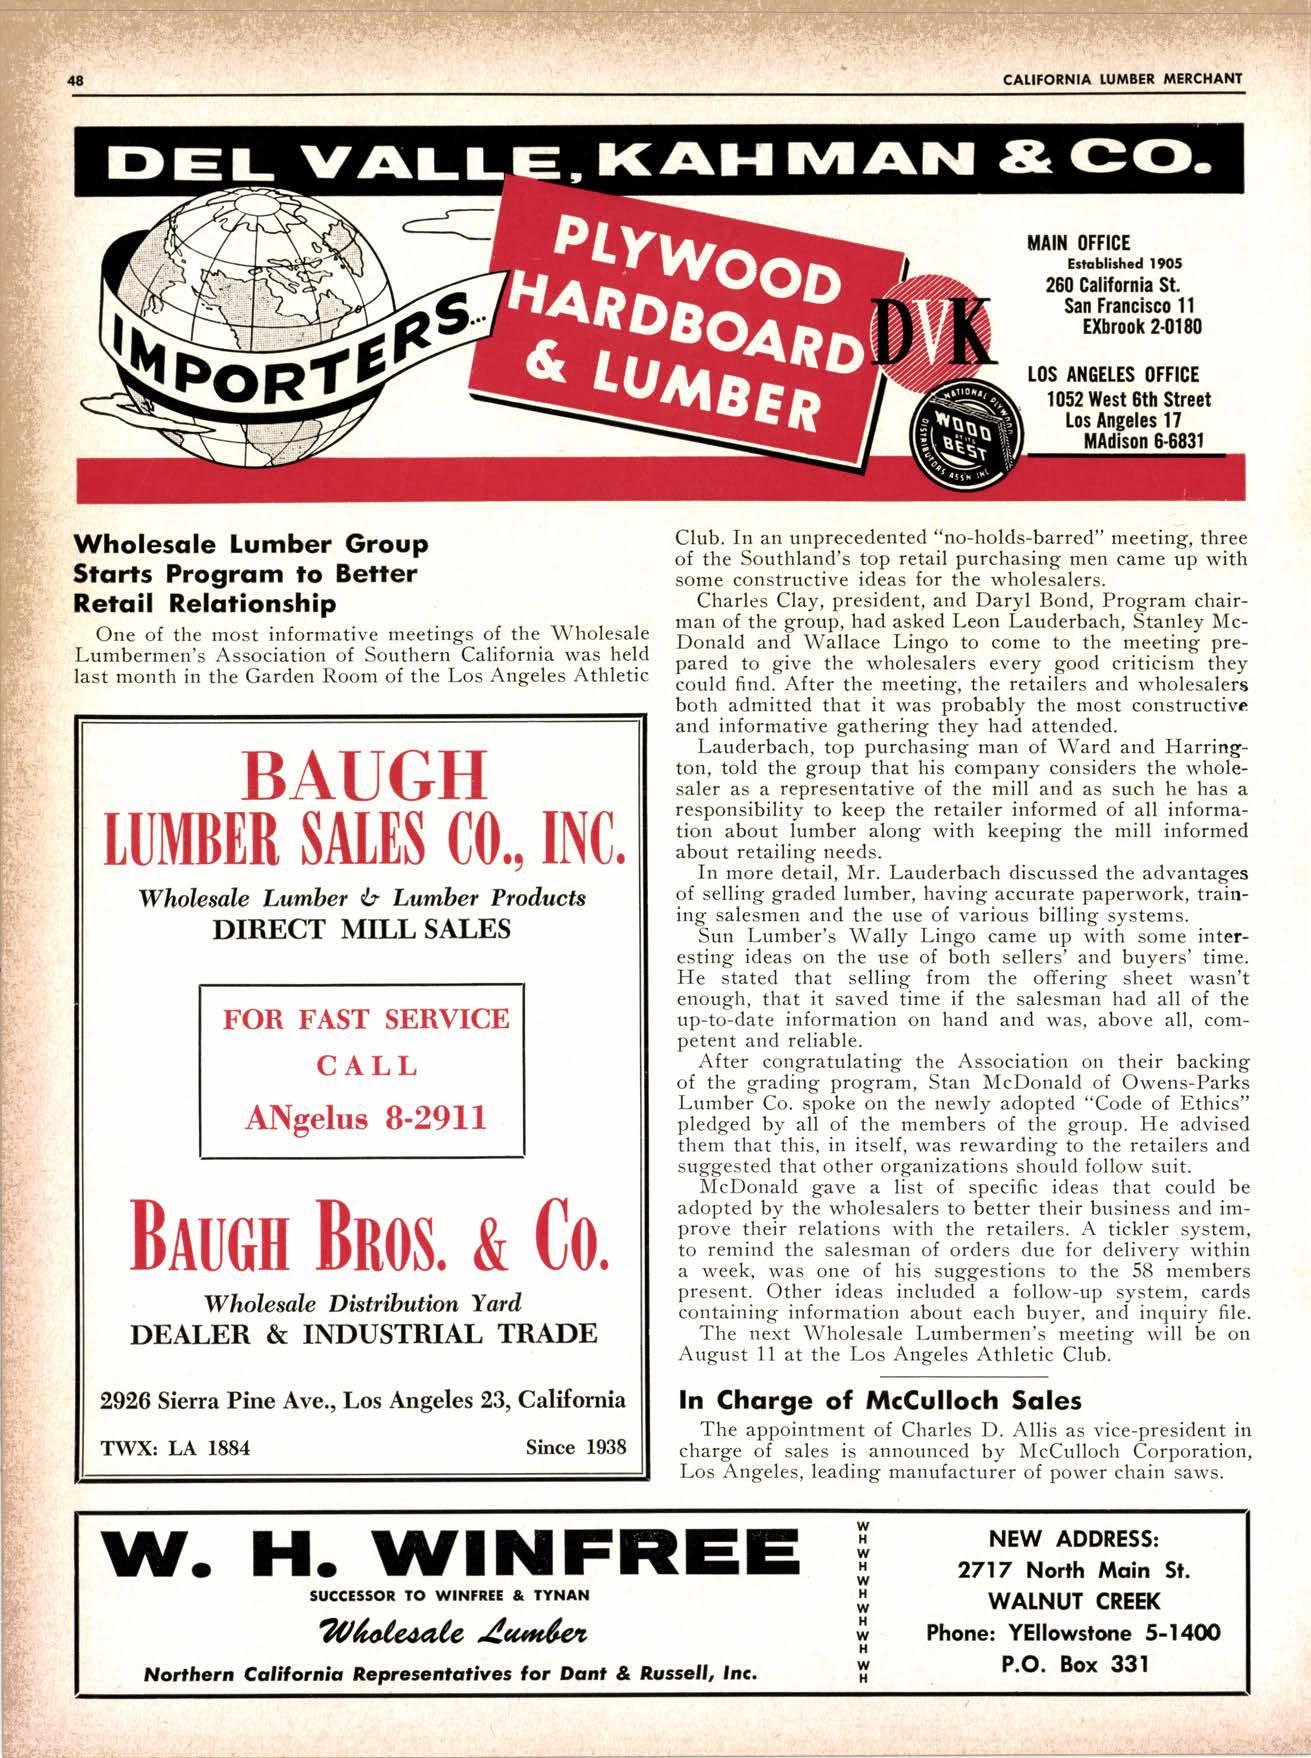 48
CALIFORNIA LUMBER MERCHANT
DEL VALLE, KAHMAN & CO.
IMPORTERS...
PLYWOOD
HARDBOARD
& LUMBER
DVK
NATIONAL PLYWOOD
DISTRIBUTORS ASS'N INC
WOOD
AT ITS
BEST
MAIN OFFICE
Established 1905
260 California St.
San Francisco 11
EXbrook 2-0180
LOS ANGELES OFFICE
1052 West 6th Street
Los Angeles 17
MAdison 6-6831
Wholesale Lumber Group
Starts Program to Better
Retail Relationship
One of the most informative meetings of the Wholesale
Lumbermen's Association of Southern California was held
last month in the Garden Room of the Los Angeles Athletic
Club. In an unprecedented "no-holds-barred" meeting, three
of the Southland's top retail purchasing men came up with
some constructive ideas for the wholesalers.
Charles Clay, president, and Daryl Bond, Program chair-
man of the group, had asked Leon Lauderbach, Stanley Mc-
Donald and Wallace Lingo to come to the meeting pre-
pared to give the wholesalers every good criticism they
could find. After the meeting, the retailers and wholesalers
both admitted that it was probably the most constructive
and informative gathering they had attended.
Lauderbach, top purchasing man of Ward and Harring-
ton, told the group that his company considers the whole-
saler as a representative of the mill and as such he has a
responsibility to keep the retailer informed of all informa-
tion about lumber along with keeping the mill informed
about retailing needs.
In more detail, Mr. Lauderbach discussed the advantages
of selling graded lumber, having accurate paperwork, train-
ing salesmen and the use of various billing systems.
Sun Lumber's Wally Lingo came up with some inter-
esting ideas on the use of both sellers' and buyers' time.
He stated that selling from the offering sheet wasn't
enough, that it saved time if the salesman had all of the
up-to-date information on hand and was, above all, com-
petent and reliable.
After congratulating the Association on their backing
of the grading program, Stan McDonald of Owens-Parks
Lumber Co. spoke on the newly adopted "Code of Ethics"
pledged by all of the members of the group. He advised
them that this, in itself, was rewarding to the retailers and
suggested that other organizations should follow suit.
McDonald gave a list of specific ideas that could be
adopted by the wholesalers to better their business and im-
prove their relations with the retailers. A tickler system,
to remind the salesman of orders due for delivery within
a week, was one of his suggestions to the 58 members
present. Other ideas included a follow-up system, cards
containing information about each buyer, and inquiry file.
The next Wholesale Lumbermen's meeting will be on
August 11 at the Los Angeles Athletic Club.
In Charge of McCulloch Sales
The appointment of Charles D. Allis as vice-president in
charge of sales is announced by McCulloch Corporation,
Los Angeles, leading manufacturer of power chain saws.
BAUGH
LUMBER SALES CO., INC.
Wholesale Lumber & Lumber Products
DIRECT MILL SALES
FOR FAST SERVICE
CALL
ANgelus 8-2911
BAUGH BROS. & CO.
Wholesale Distribution Yard
DEALER & INDUSTRIAL TRADE
2926 Sierra Pine Ave., Los Angeles 23, California
TWX: LA 1884
Since 1938
W. H. WINFREE
SUCCESSOR TO WINFREE & TYNAN
Wholesale Lumber
Northern California Representatives for Dant & Russell, Inc.
W
H
W
H
W
H
W
H
W
H
W
H
NEW ADDRESS:
2717 North Main St.
WALNUT CREEK
Phone: YEllowstone 5-1400
P.O. Box 331